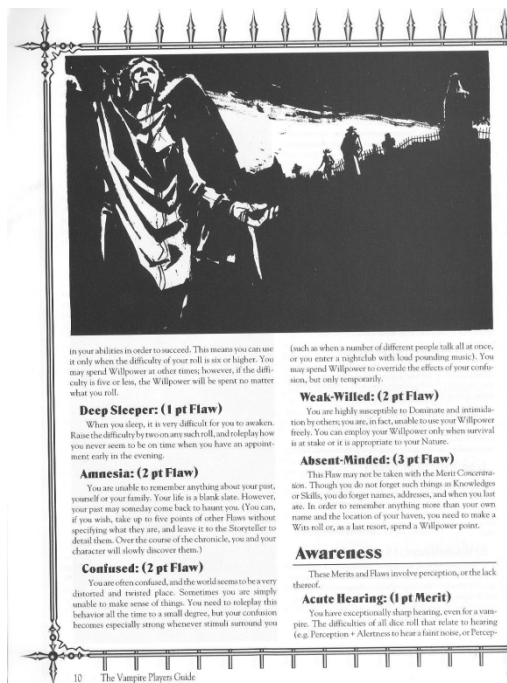 in your abilities in order to succeed. This means you can use
it only when the difficulty of your roll is six or higher. You
may spend Willpower at other times; however, if the diffi-
culty is five or less, the Willpower will be spent no matter
what you roll.
Deep Sleeper: (1 pt Flaw)
When you sleep, it is very difficult for you to awaken.
Raise the difficulty by two on any such roll, and roleplay how
you never seem to be on time when you have an appoint-
ment early in the evening.
Amnesia: (2 pt Flaw)
You are unable to remember anything about your past,
yourself or your family. Your life is a blank slate. However,
your past may someday come back to haunt you. (You can,
if you wish, take up to five points of other Flaws without
specifying what they are, and leave it to the Storyteller to
detail them. Over the course of the chronicle, you and your
character will slowly discover them.)
Confused: (2 pt Flaw)
You are often confused, and the world seems to be a very
distorted and twisted place. Sometimes you are simply
unable to make sense of things. You need to roleplay this
behavior all the time to a small degree, but your confusion
becomes especially strong whenever stimuli surround you
(such as when a number of different people talk all at once,
or you enter a nightclub with loud pounding music). You
may spend Willpower to override the effects of your confu-
sion, but only temporarily.
Weak-Willed: (2 pt Flaw)
You are highly susceptible to Dominate and intimida-
tion by others; you are, in fact, unable to use your Willpower
freely. You can employ your Willpower only when survival
is at stake or it is appropriate to your Nature.
Absent-Minded: (3 pt Flaw)
This Flaw may not be taken with the Merit Concentra-
tion. Though you do not forget such things as Knowledges
or Skills, you do forget names, addresses, and when you last
ate. In order to remember anything more than your own
name and the location of your haven, you need to make a
Wits roll or, as a last resort, spend a Willpower point.
Awareness
These Merits and Flaws involve perception, or the lack
thereof.
Acute Hearing: (1 pt Merit)
You have exceptionally sharp hearing, even for a vam-
pire. The difficulties of all dice roll that relate to hearing
(e.g. Perception + Alertness to hear a faint noise, or Percep-
10 The Vampire Players Guide